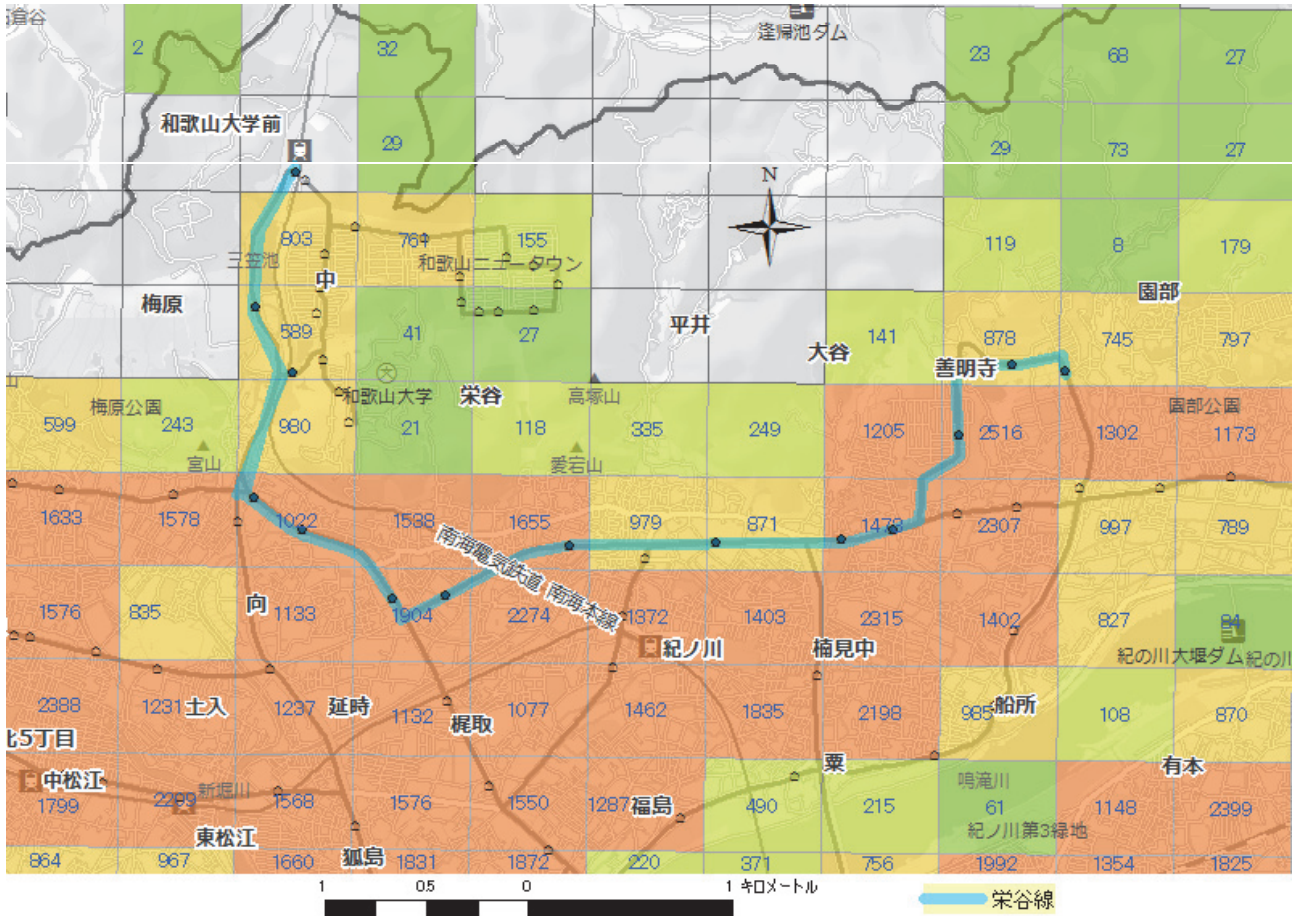 逢帰池ダム
2 32 23 68 27
和歌山大学前
29 29 73 27
N
803 761 155 119 8 179
三笠池 和歌山ニュータウン
中
園部
梅原 平井
589 41 27 141 878 745 797
大谷
善明寺
和歌山大学 栄谷 高塚山
梅原公園 園部公園
599 243 980 21 118 335 249 1205 2516 1302 1173
宮山 愛宕山
1633 1578 1022 1538 1655 979 871 1473 2307 997 789
南海電気鉄道 南海本線
1576 835 向 1133 1904 2274 1372 1403 2315 1402 827 84
紀ノ川 楠見中 紀の川大堰ダム 紀の川
2388 1231 土入 1237 延時 1132 1077 1462 1835 2198 985 船所 108 870
梶取
北5丁目
粟 有本
中松江 新堀川 鳴滝川
1799 2299 1568 1576 1550 1287 福島 490 215 61 1148 2399
東松江 紀ノ川第3緑地
狐島
864 967 1660 1831 1872 220 371 756 1992 1354 1825
1 0.5 0 1 キロメートル
栄谷線